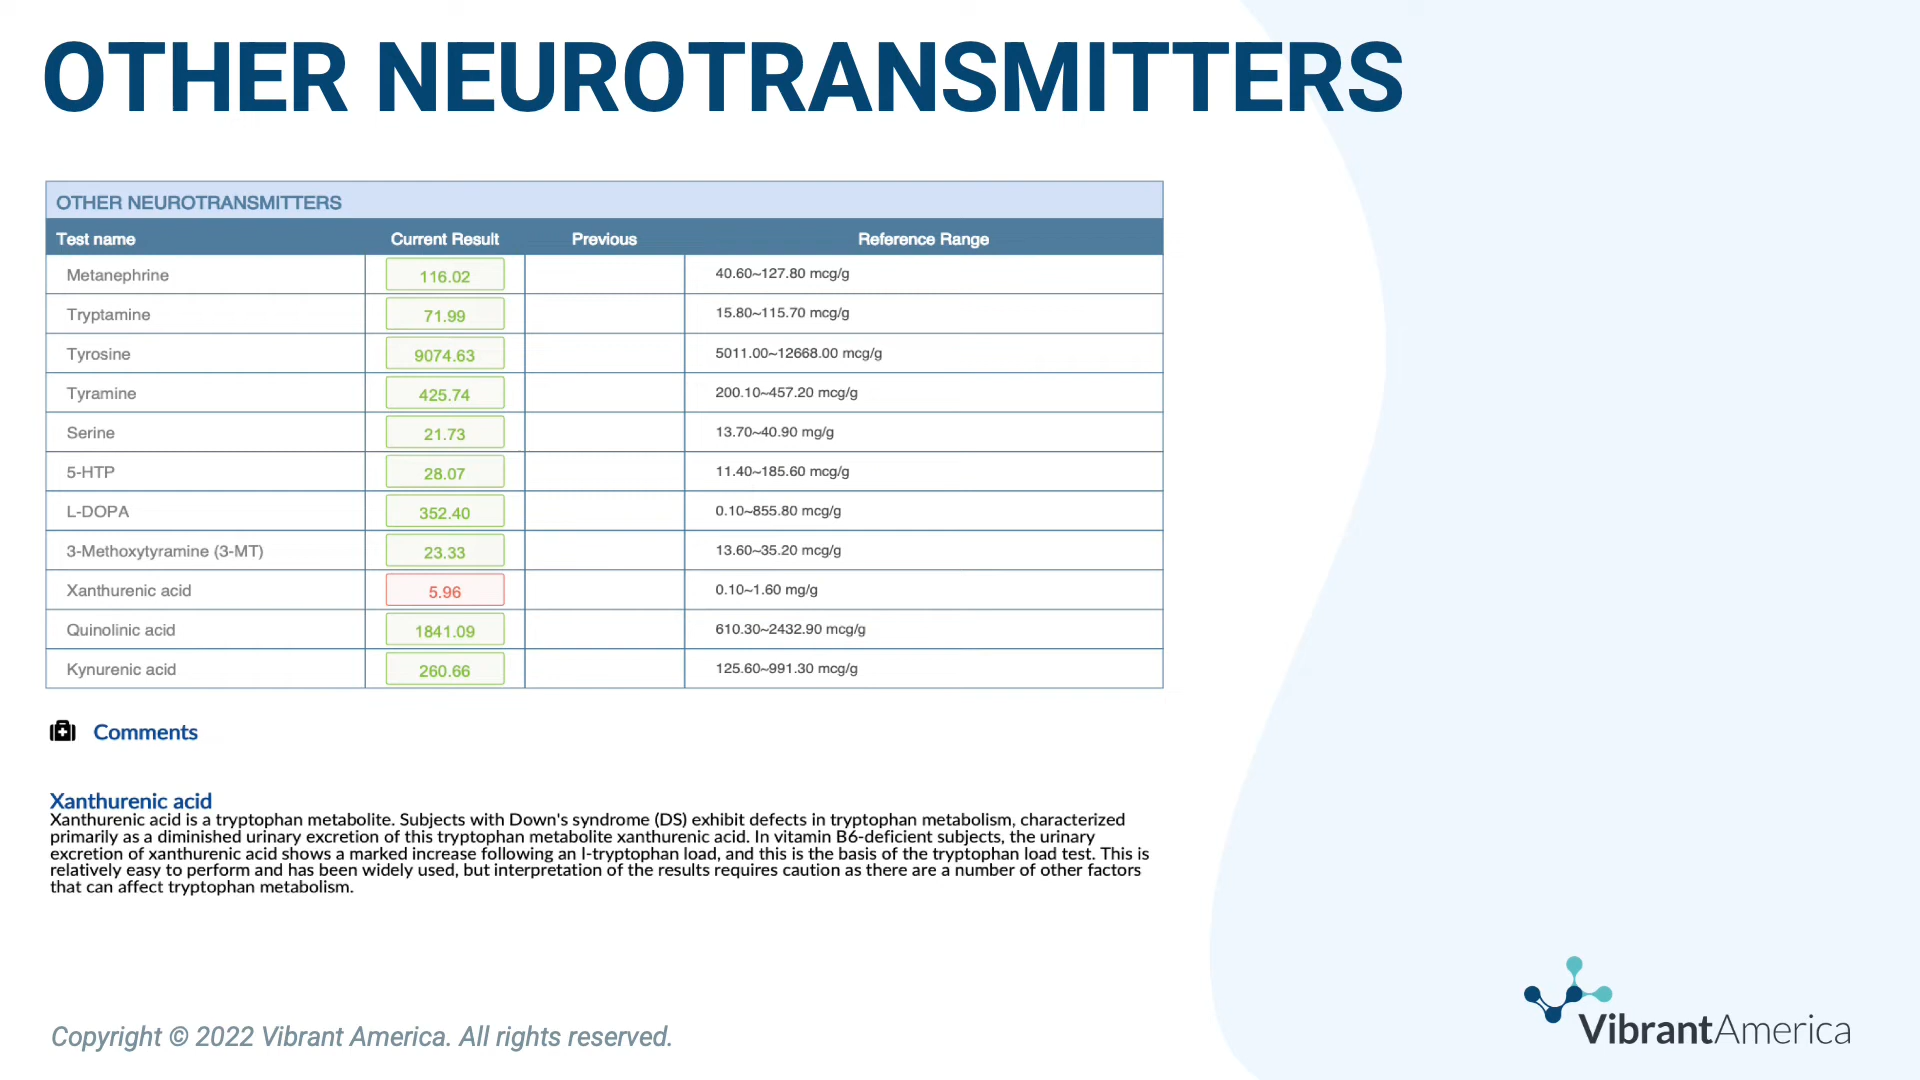 OTHER NEUROTRANSMITTERS
OTHER NEUROTRANSMITTERS
Test name Current Result Previous Reference Range
Metanephrine 116.02 40.60~127.80 mcg/g
Tryptamine 71.99 15.80~115.70 mcg/g
Tyrosine 9074.63 5011.00~12668.00 mcg/g
Tyramine 425.74 200.10~457.20 mcg/g
Serine 21.73 13.70~40.90 mg/g
5-HTP 28.07 11.40~185.60 mcg/g
L-DOPA 352.40 0.10~855.80 mcg/g
3-Methoxytyramine (3-MT) 23.33 13.60~35.20 mcg/g
Xanthurenic acid 5.96 0.10~1.60 mg/g
Quinolinic acid 1841.09 610.30~2432.90 mcg/g
Kynurenic acid 260.66 125.60~991.30 mcg/g
Comments
Xanthurenic acid
Xanthurenic acid is a tryptophan metabolite. Subjects with Down's syndrome (DS) exhibit defects in tryptophan metabolism, characterized
primarily as a diminished urinary excretion of this tryptophan metabolite xanthurenic acid. In vitamin B6-deficient subjects, the urinary
excretion of xanthurenic acid shows a marked increase following an l-tryptophan load, and this is the basis of the tryptophan load test. This is
relatively easy to perform and has been widely used, but interpretation of the results requires caution as there are a number of other factors
that can affect tryptophan metabolism.
Copyright © 2022 Vibrant America. All rights reserved.
VibrantAmerica